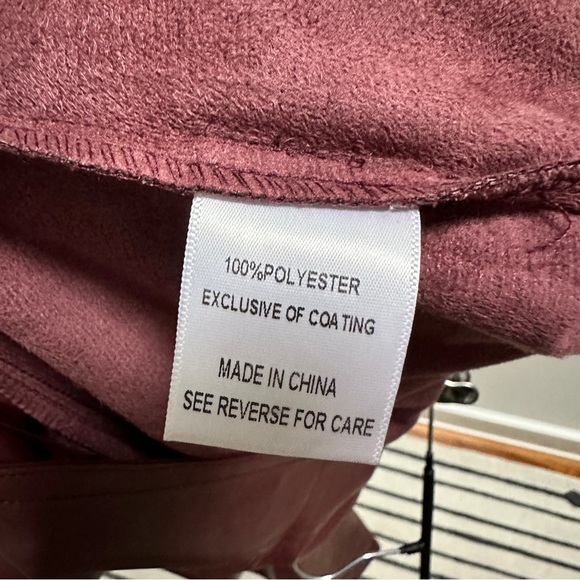 100%POLYESTER
EXCLUSIVE OF COATING
MADE IN CHINA
SEE REVERSE FOR CARE